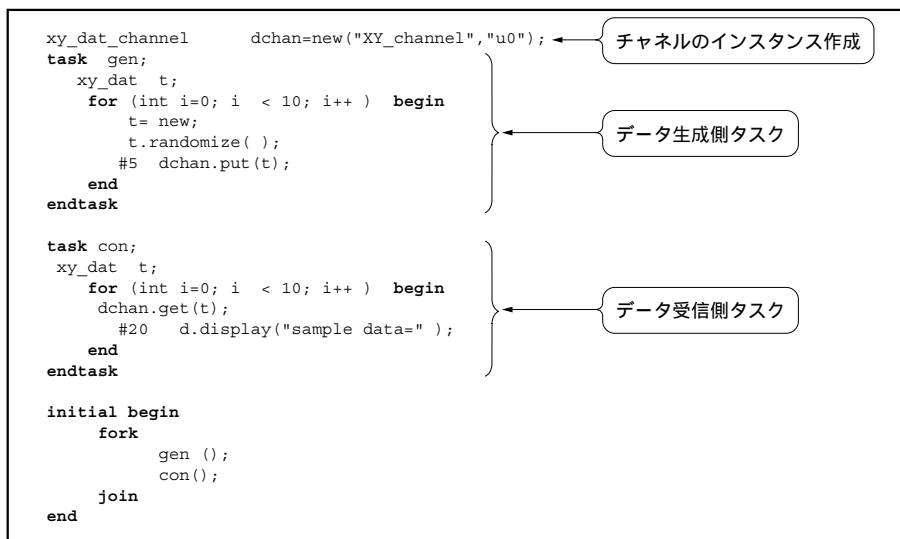 xy_dat_channel dchan=new("XY_channel","u0"); チャネルのインスタンス作成
task gen;
xy_dat t;
for (int i=0; i < 10; i++ ) begin
t= new;
t.randomize( ); データ生成側タスク
#5 dchan.put(t);
end
endtask
task con;
xy_dat t;
for (int i=0; i < 10; i++ ) begin
dchan.get(t); データ受信側タスク
#20 d.display("sample data=" );
end
endtask
initial begin
fork
gen ();
con();
join
end